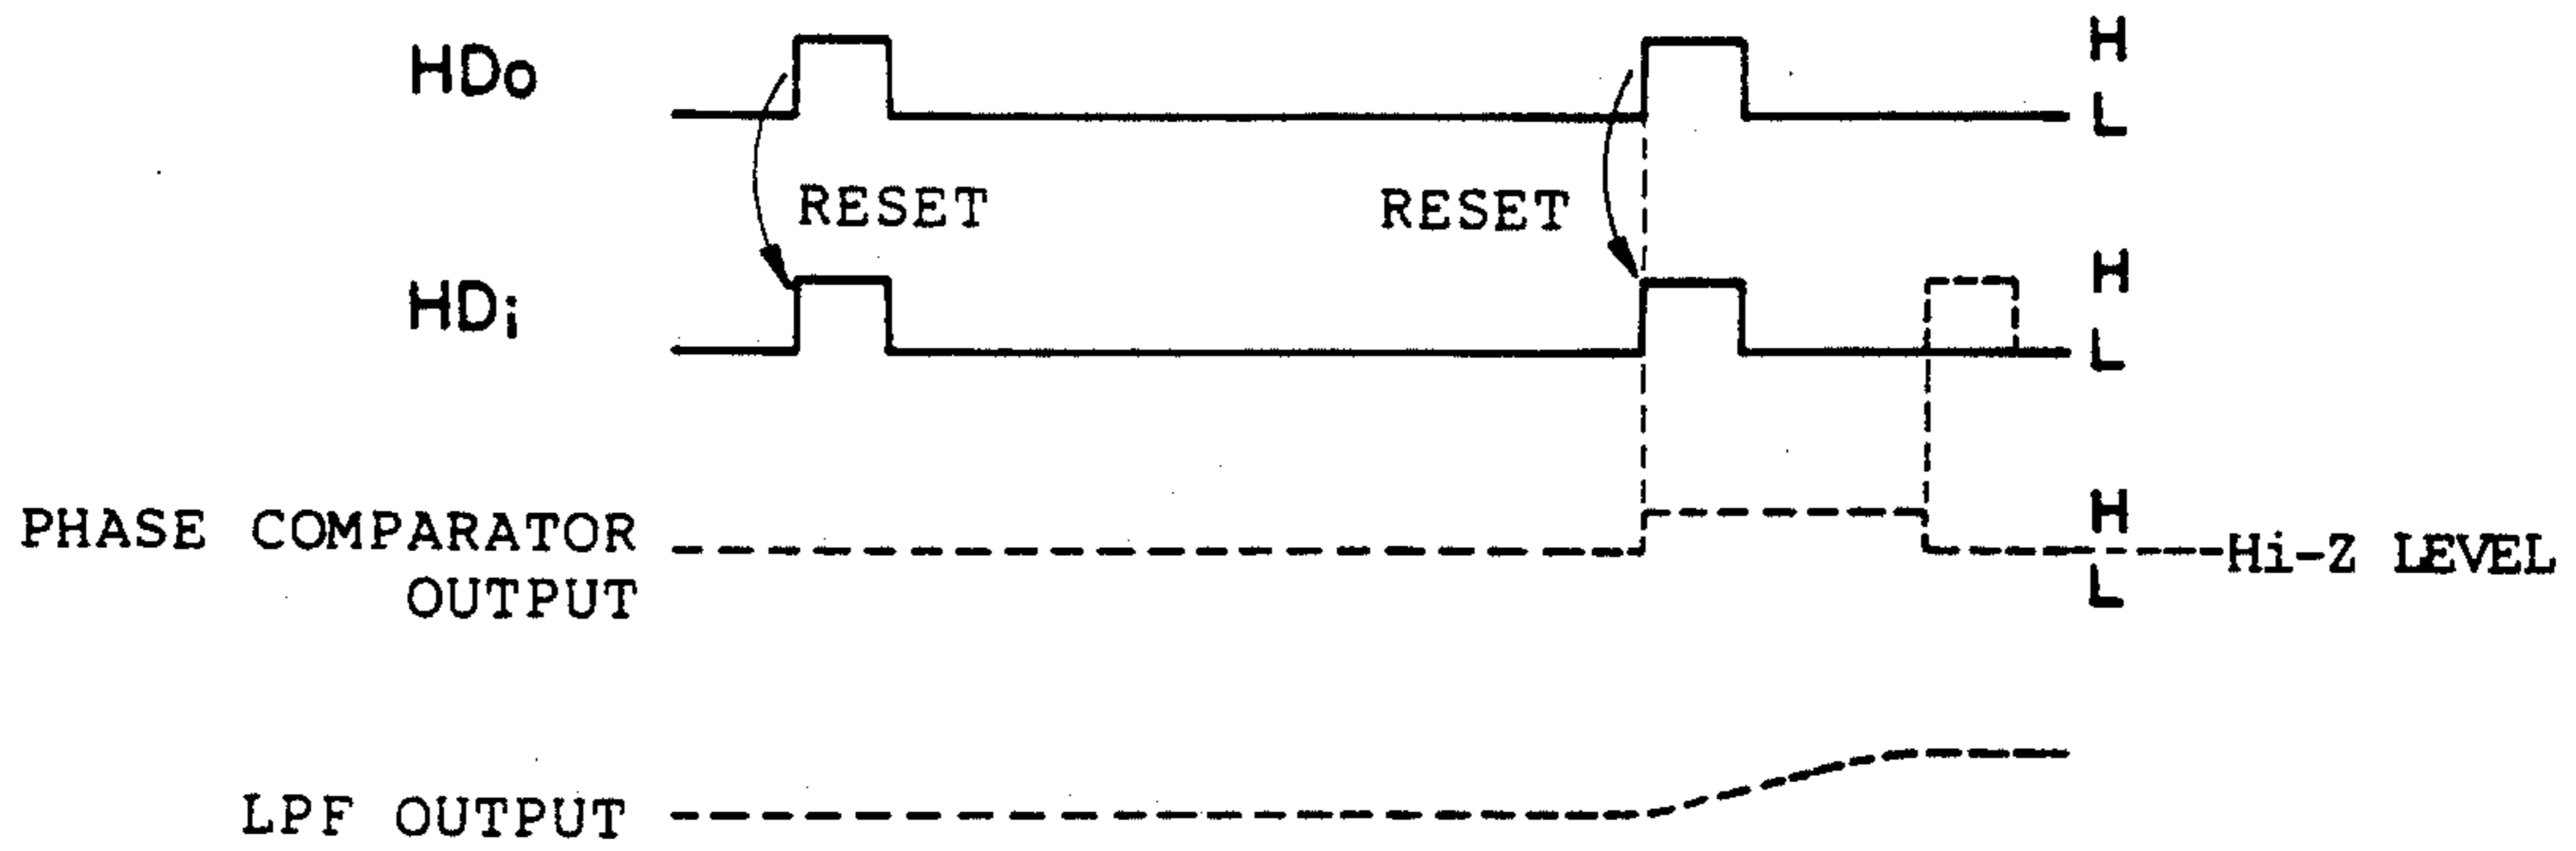 HDo
H
L
RESET
RESET
HDi
H
L
PHASE COMPARATOR
OUTPUT
H
L
Hi-Z LEVEL
LPF OUTPUT